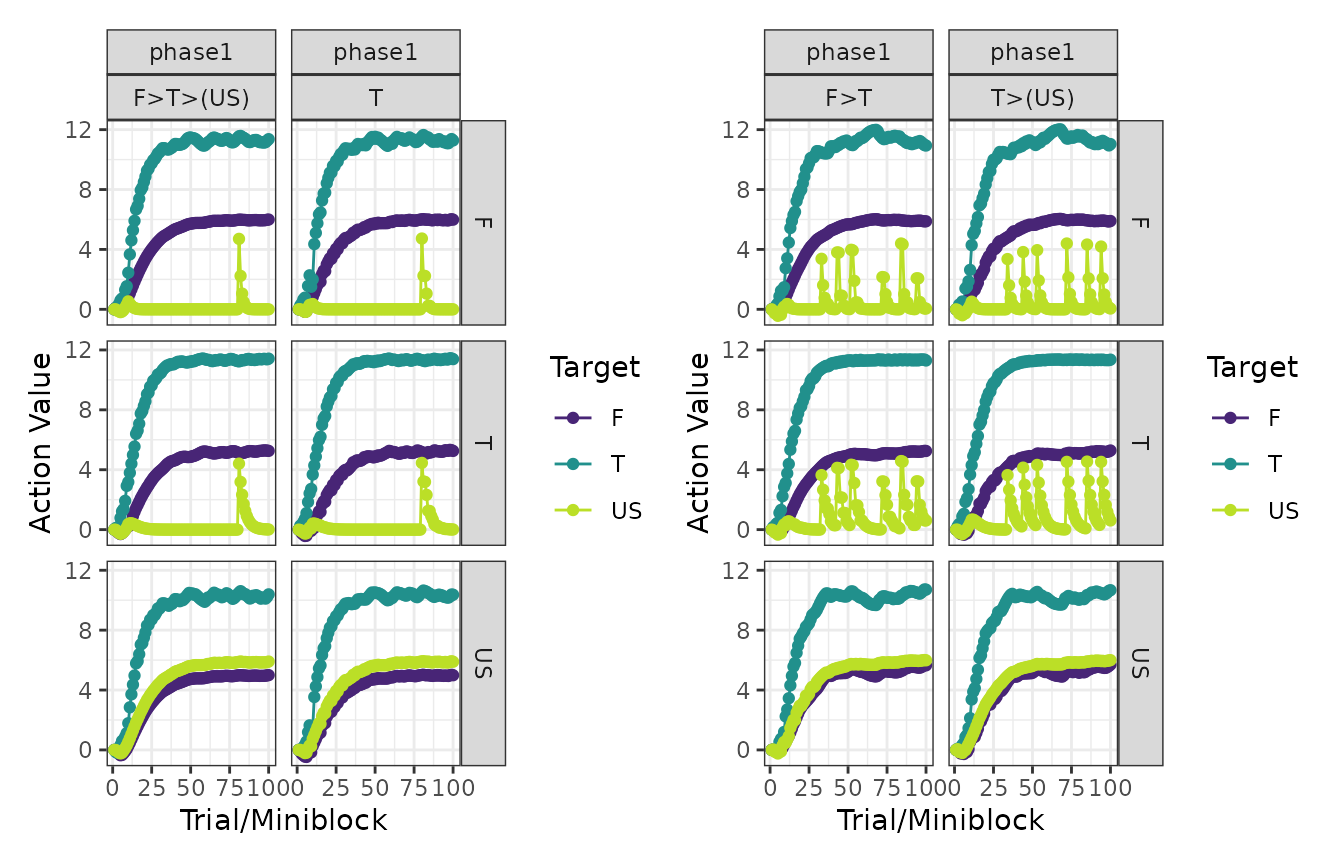 phase1 phase1
F>T>(US) T
Action Value
12
8
4
0
F
12
8
4
0
T
12
8
4
0
US
0 25 50 75 100 0 25 50 75 100
Trial/Miniblock
Target
F
T
US
phase1 phase1
F>T T>(US)
Action Value
12
8
4
0
F
12
8
4
0
T
12
8
4
0
US
0 25 50 75 100 0 25 50 75 100
Trial/Miniblock
Target
F
T
US